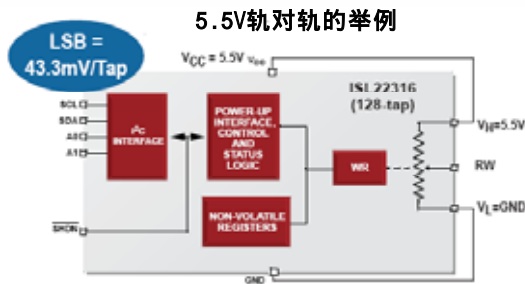 5.5V轨对轨的举例
LSB =
43.3mV/Tap
VCC = 5.5V
ISL22316
(128-tap)
SCL
SDA
A0
A1
I²C
INTERFACE
POWER-UP
INTERFACE,
CONTROL
AND
STATUS
LOGIC
WR
VH=5.5V
RW
VL=GND
NON-VOLATILE
REGISTERS
SHDN
GND